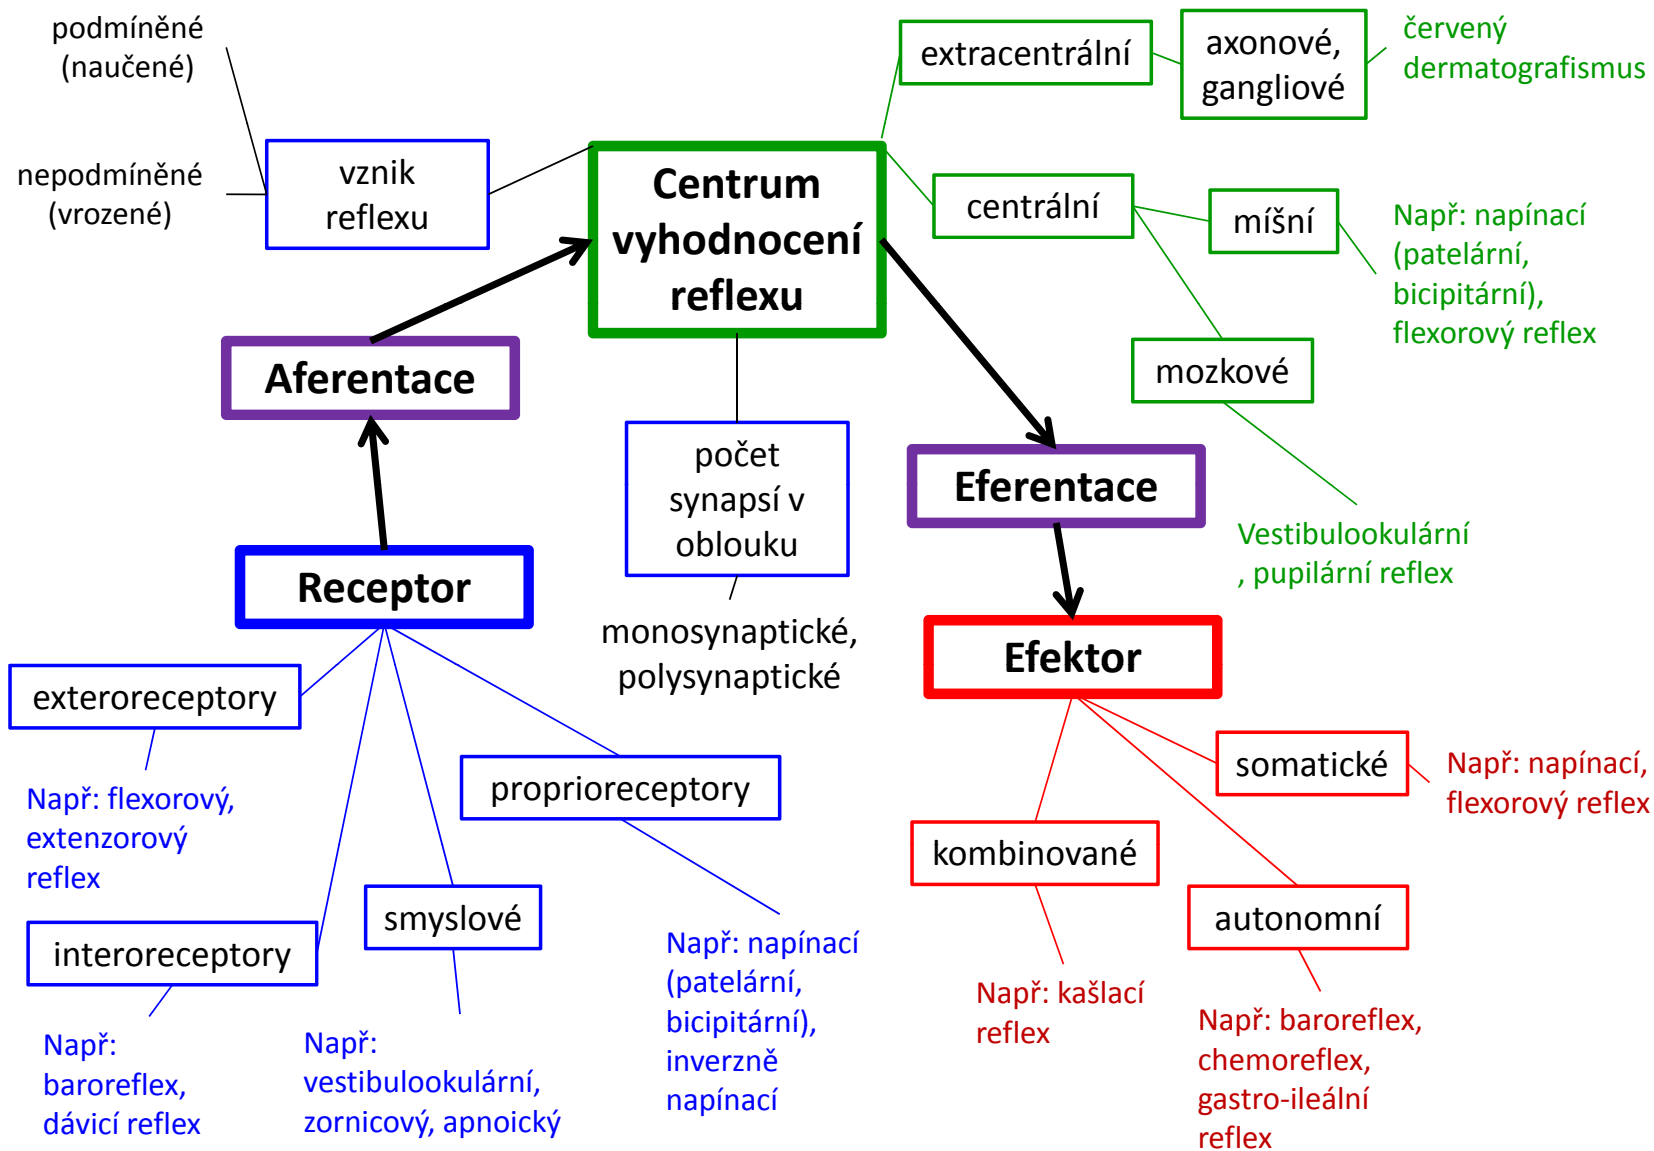 podmíněné
(naučené)
nepodmíněné
(vrozené)
vznik
reflexu
Centrum
vyhodnocení
reflexu
extracentrální
axonové,
gangliové
červený
dermatografismus
centrální
míšní
Např: napínací
(patelární,
bicipitární),
flexorový reflex
mozkové
Vestibulookulární
, pupilární reflex
Aferentace
počet
synapsí v
oblouku
monosynaptické,
polysynaptické
Eferentace
Receptor
Efektor
exteroreceptory
Např: flexorový,
extenzorový
reflex
interoreceptory
Např:
baroreflex,
dávicí reflex
smyslové
Např:
vestibulookulární,
zornicový, apnoický
proprioreceptory
Např: napínací
(patelární,
bicipitární),
inverzně
napínací
kombinované
Např: kašlací
reflex
somatické
Např: napínací,
flexorový reflex
autonomní
Např: baroreflex,
chemoreflex,
gastro-ileální
reflex